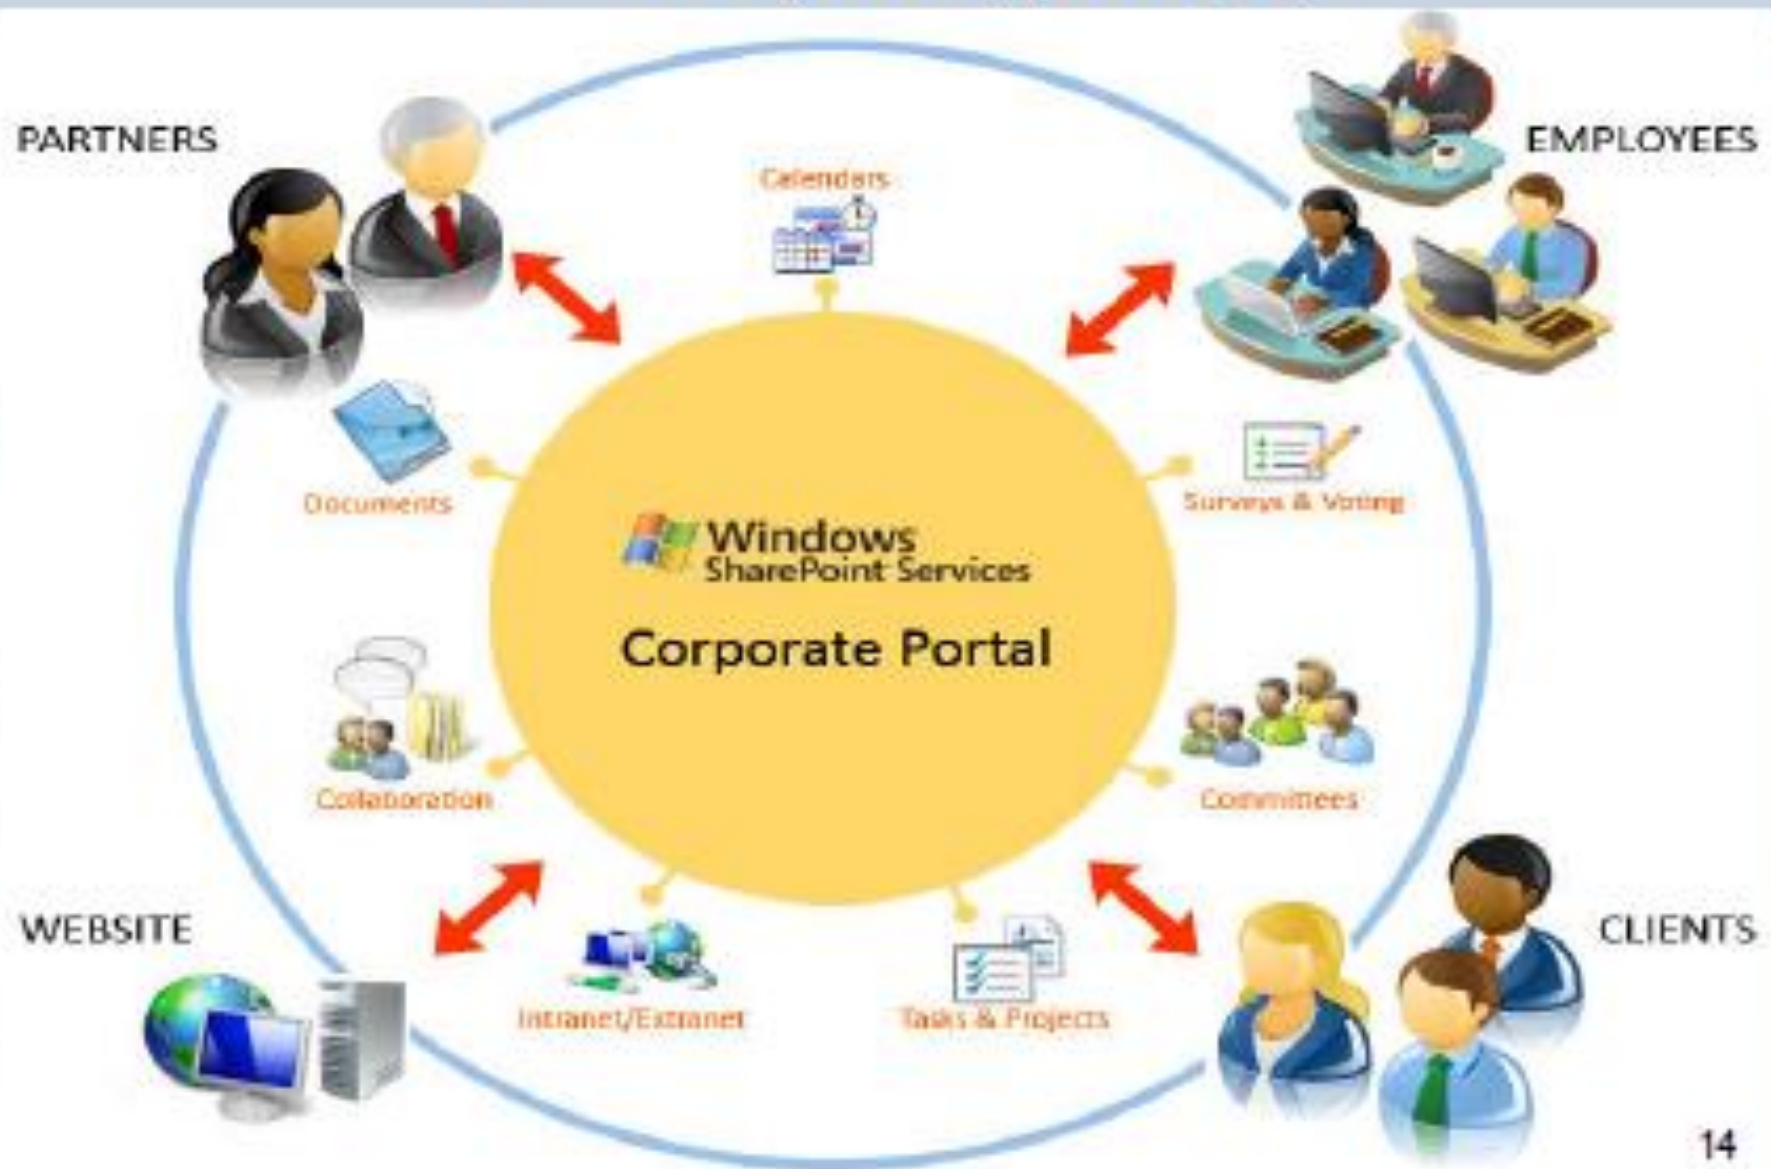 PARTNERS
EMPLOYEES
Calendars
Documents
Surveys & Voting
Windows
SharePoint Services
Corporate Portal
Collaboration
Committees
WEBSITE
CLIENTS
Intranet/Extranet
Tasks & Projects
14